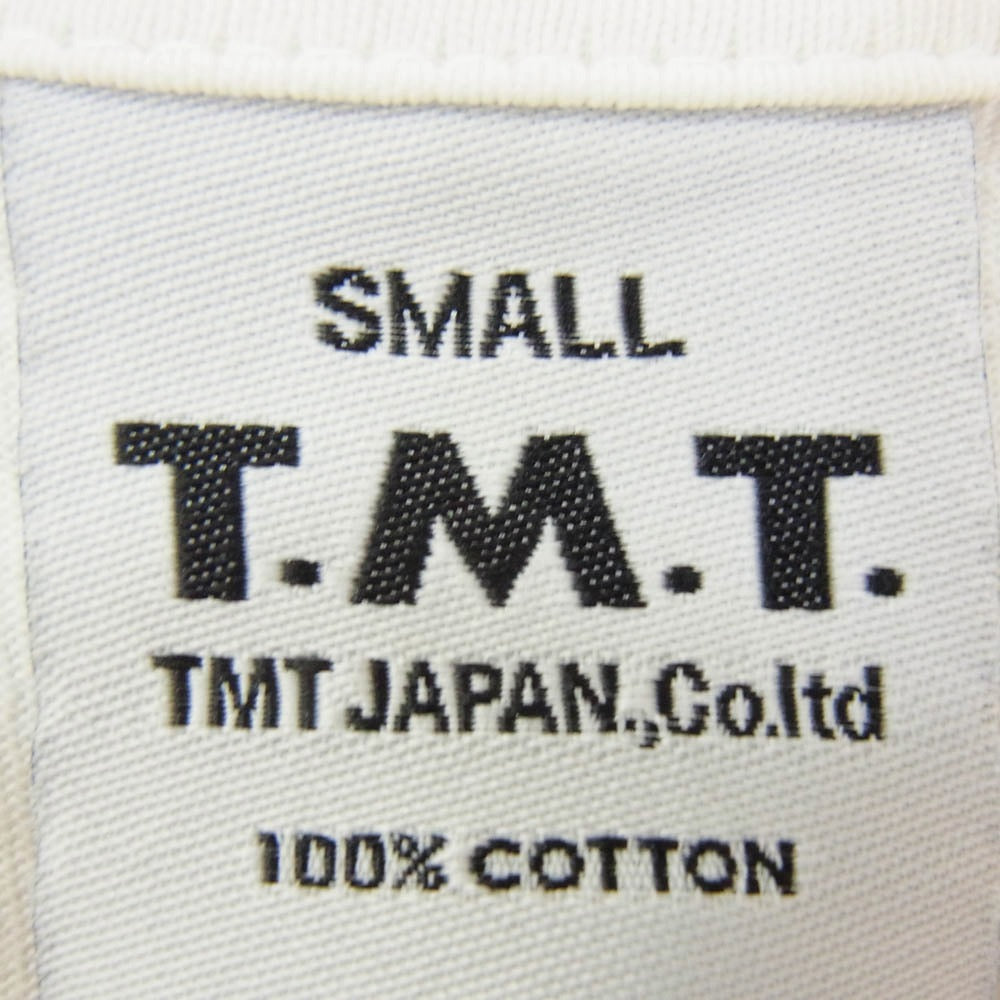 SMALL
T.M.T.
TMT JAPAN.,Co.ltd
100% COTTON